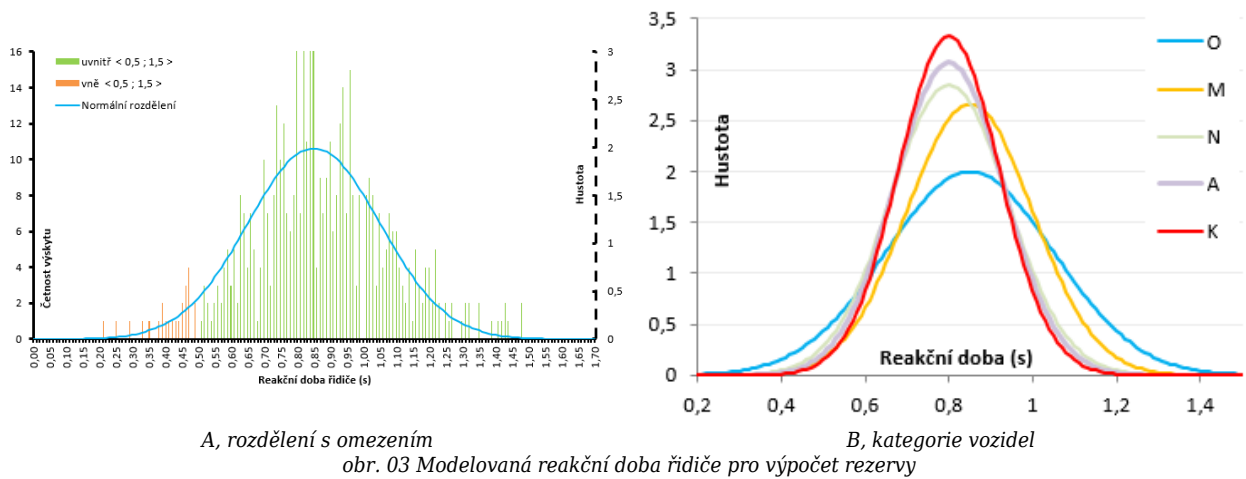 16
14
12
10
8
6
4
2
0
Četnost výskytu
uvnitř < 0,5 ; 1,5 >
vně < 0,5 ; 1,5 >
Normální rozdělení
3
2,5
2
1,5
1
0,5
0
Hustota
0,00 0,05 0,10 0,15 0,20 0,25 0,30 0,35 0,40 0,45 0,50 0,55 0,60 0,65 0,70 0,75 0,80 0,85 0,90 0,95 1,00 1,05 1,10 1,15 1,20 1,25 1,30 1,35 1,40 1,45 1,50 1,55 1,60 1,65 1,70
Reakční doba řidiče (s)
3,5
3
2,5
2
1,5
1
0,5
0
Hustota
O
M
N
A
K
Reakční doba (s)
0,2 0,4 0,6 0,8 1 1,2 1,4
A, rozdělení s omezením
B, kategorie vozidel
obr. 03 Modelovaná reakční doba řidiče pro výpočet rezervy